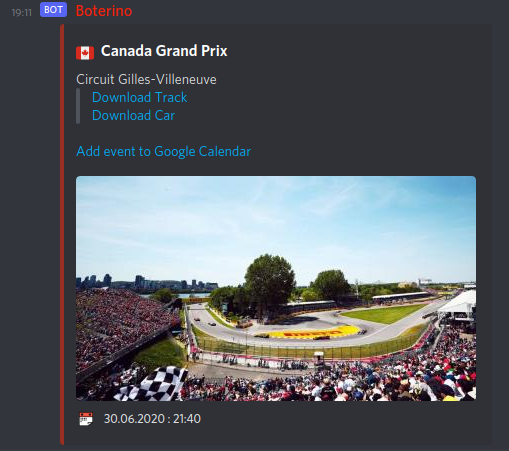 19:11 BOT Boterino
Canada Grand Prix
Circuit Gilles-Villeneuve
Download Track
Download Car
Add event to Google Calendar
30.06.2020 : 21:40